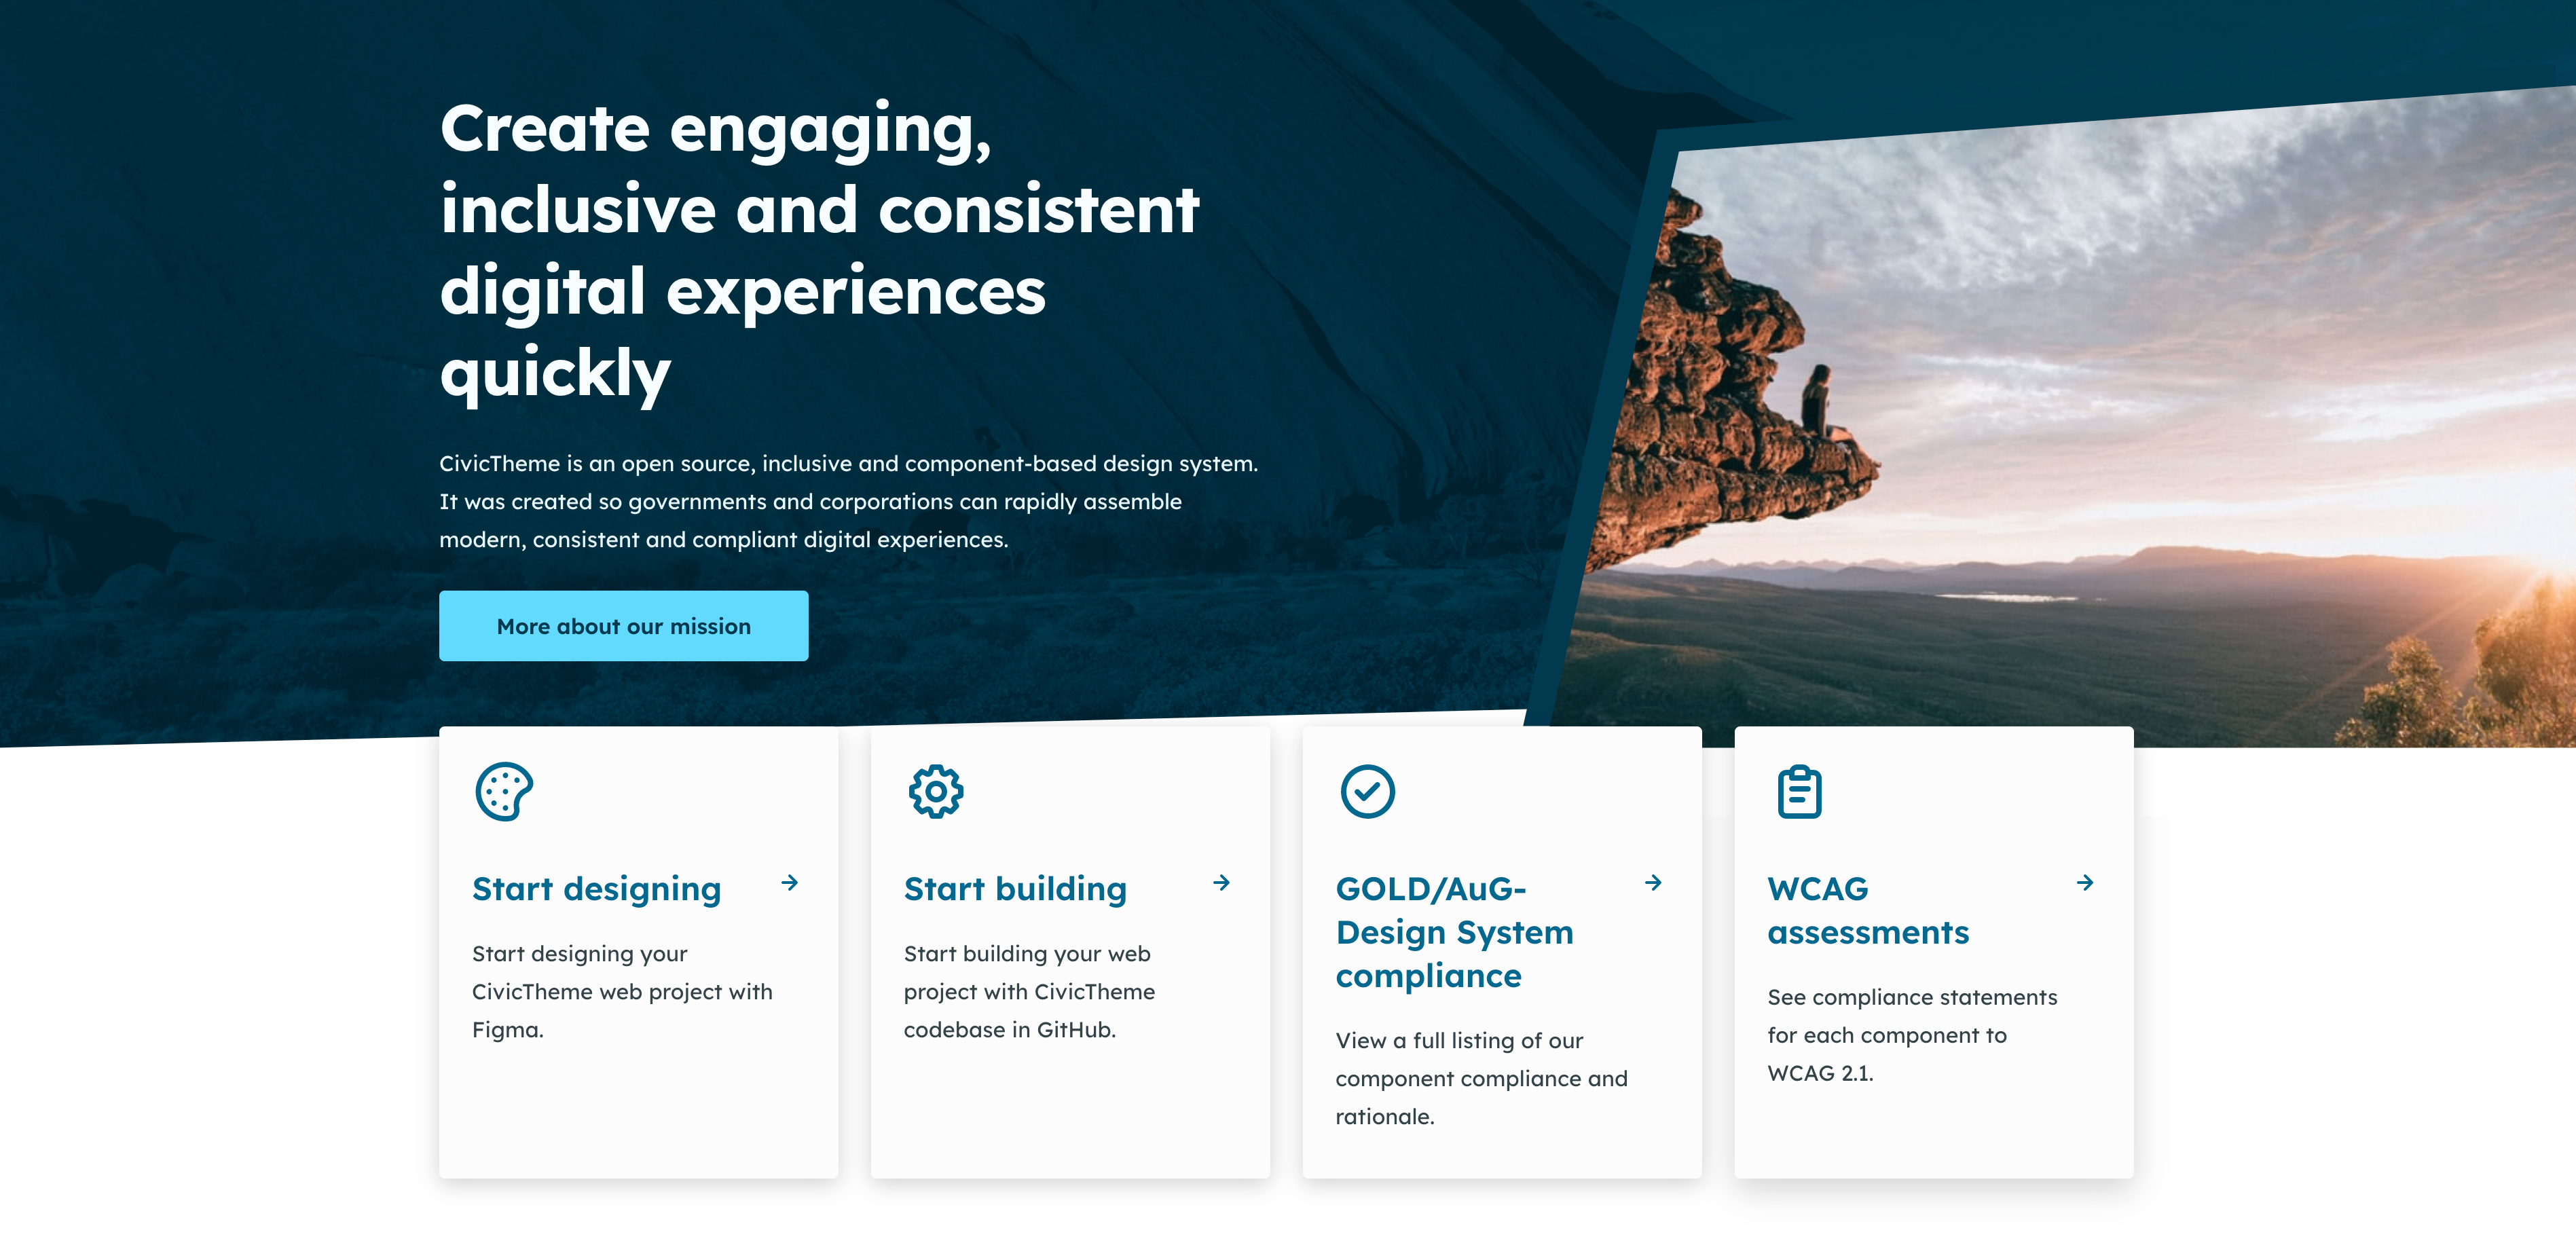 Create engaging,
inclusive and consistent
digital experiences
quickly
CivicTheme is an open source, inclusive and component-based design system.
It was created so governments and corporations can rapidly assemble
modern, consistent and compliant digital experiences.
More about our mission
Start designing
Start designing your
CivicTheme web project with
Figma.
Start building
Start building your web
project with CivicTheme
codebase in GitHub.
GOLD/AuG-
Design System
compliance
View a full listing of our
component compliance and
rationale.
WCAG
assessments
See compliance statements
for each component to
WCAG 2.1.